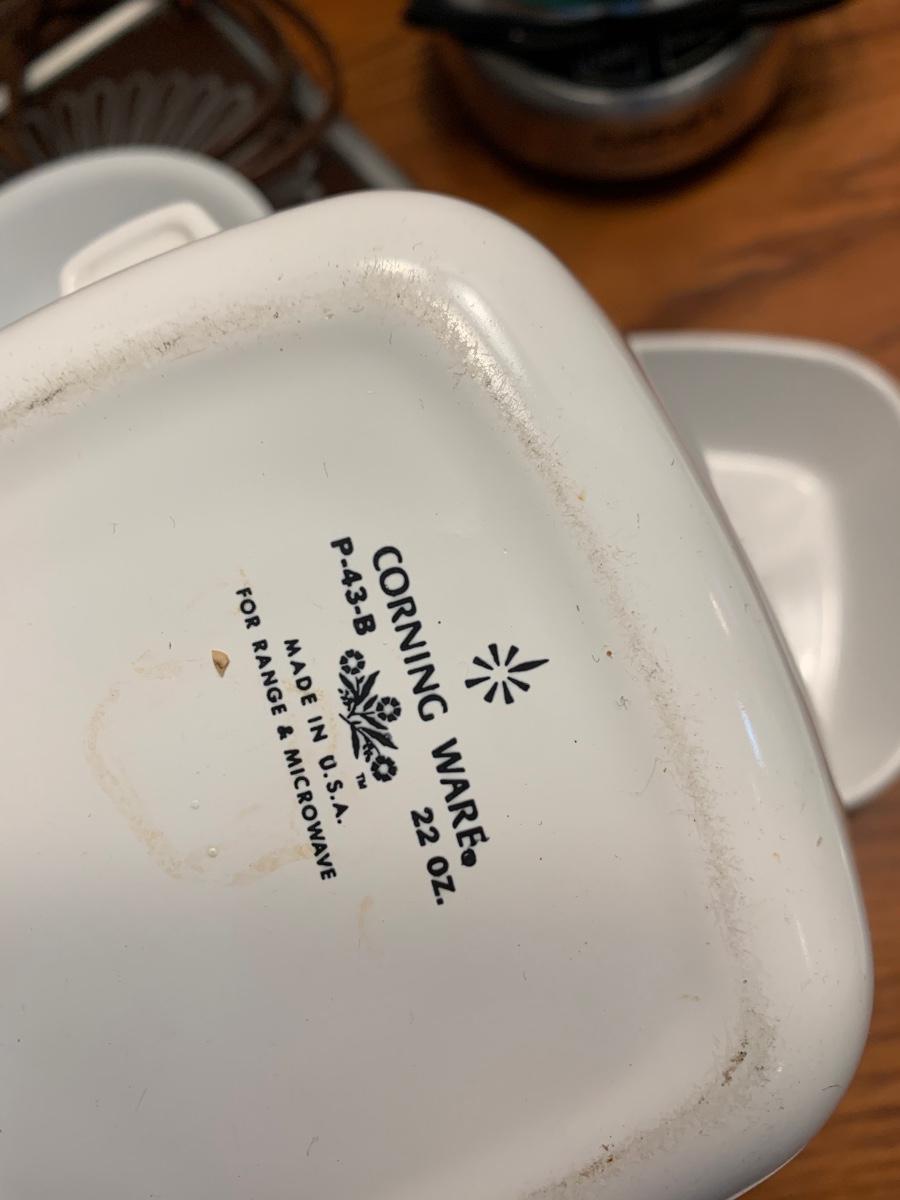 CORNING WARE®
P-43-B ™ 22 OZ.
MADE IN U.S.A.
FOR RANGE & MICROWAVE